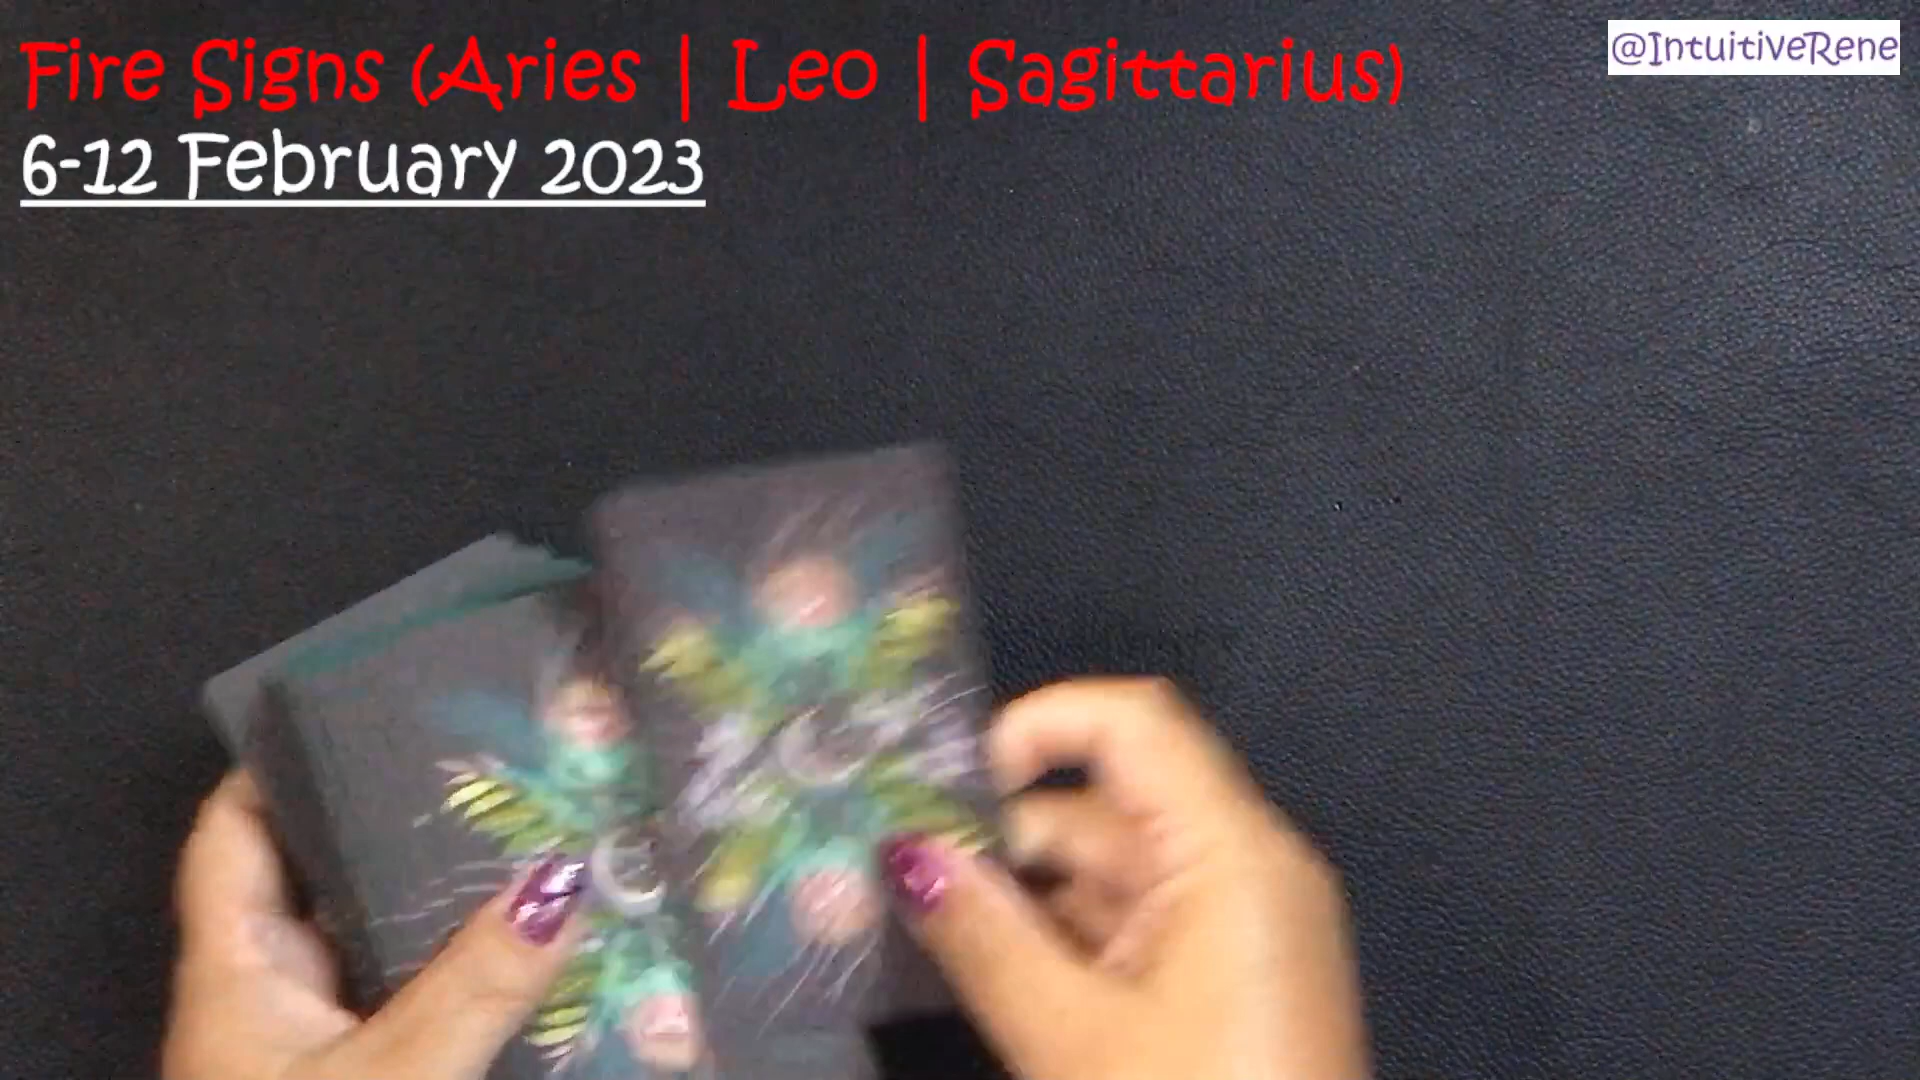 Fire Signs (Aries | Leo | Sagittarius)
@IntuitiveRene
6-12 February 2023